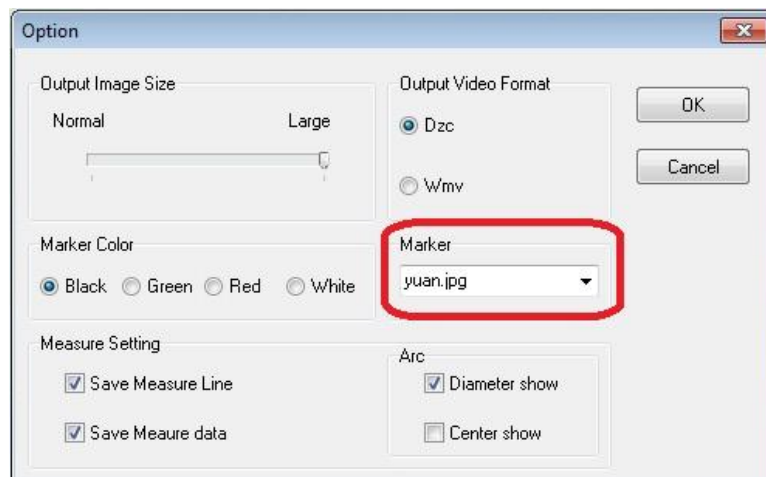 Option
Output Image Size
Normal Large
Output Video Format
Dzc
Wmv
OK
Cancel
Marker Color
Black Green Red White
Marker
yuan.jpg
Measure Setting
Save Measure Line
Save Meaure data
Arc
Diameter show
Center show